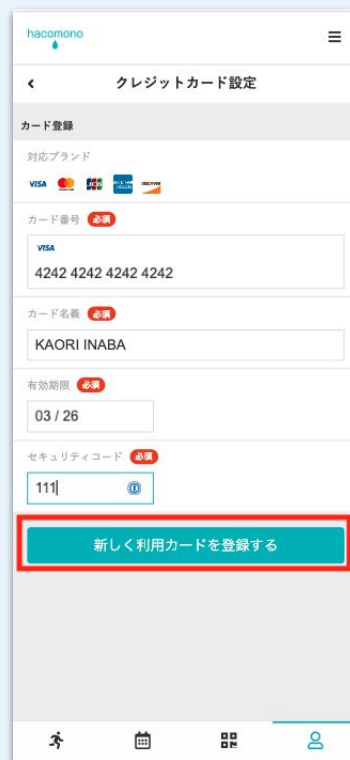 hacomono
クレジットカード設定
カード登録
対応ブランド
VISA JCB DISCOVER
カード番号 必須
VISA
4242 4242 4242 4242
カード名義 必須
KAORI INABA
有効期限 必須
03 / 26
セキュリティコード 必須
111
新しく利用カードを登録する